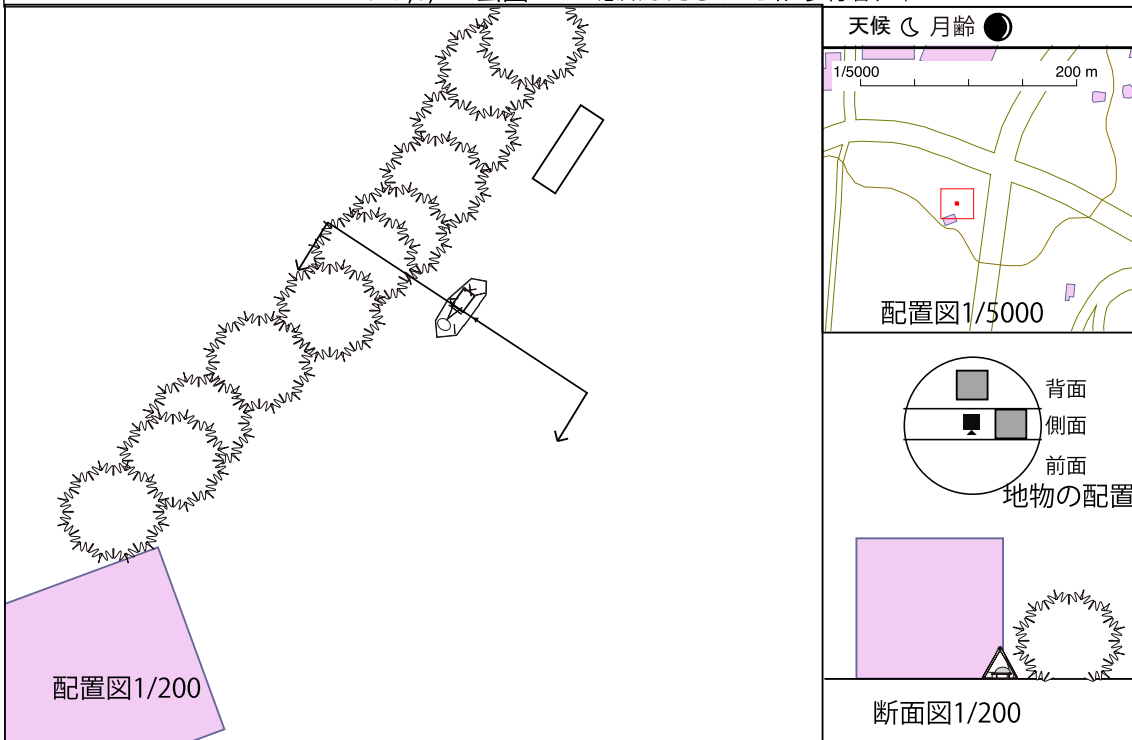 天候 月齢
1/5000 200 m
配置図1/5000
背面
側面
前面
地物の配置
配置図1/200
断面図1/200